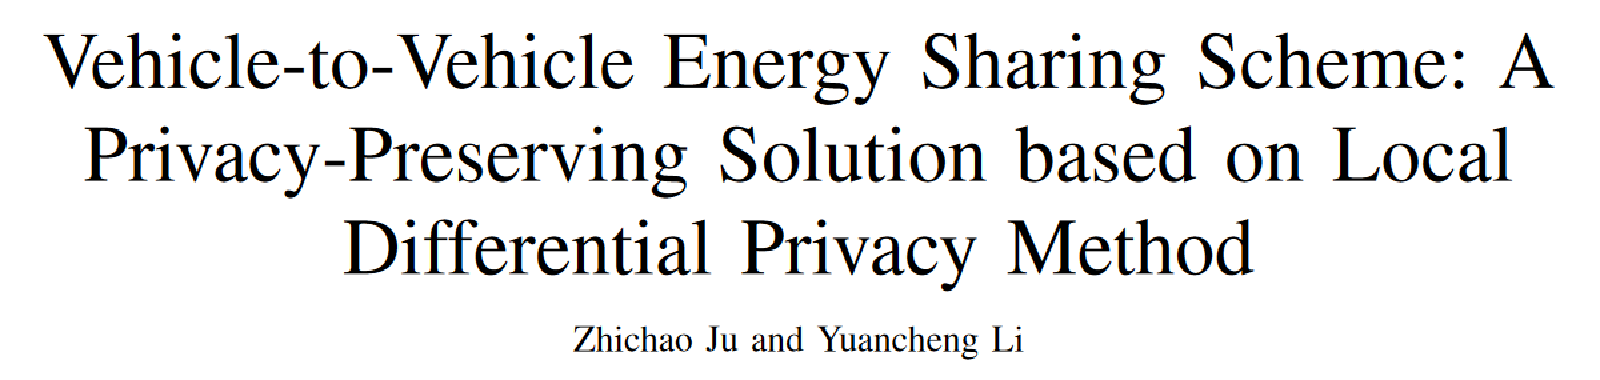 Vehicle-to-Vehicle Energy Sharing Scheme: A
Privacy-Preserving Solution based on Local
Differential Privacy Method
Zhichao Ju and Yuancheng Li